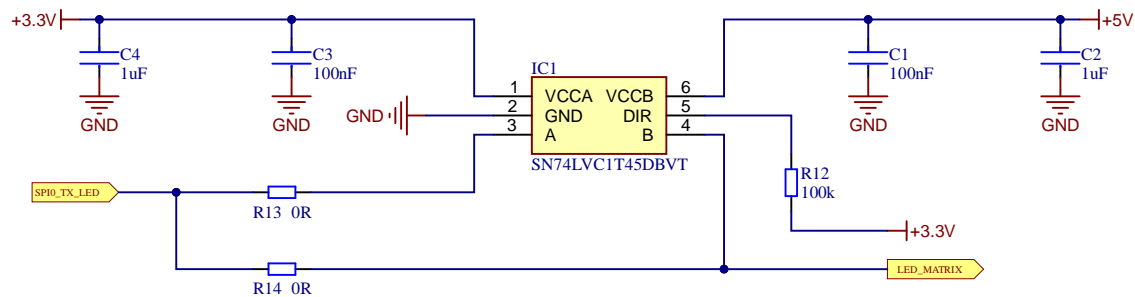 +3.3V
+5V
C4
1uF
C3
100nF
C1
100nF
C2
1uF
GND
GND
GND
GND
IC1
1
VCCA
VCCB
6
GND
2
GND
DIR
5
3
A
B
4
SN74LVC1T45DBVT
R12
100k
SPI0_TX_LED
R13 0R
+3.3V
R14 0R
LED_MATRIX